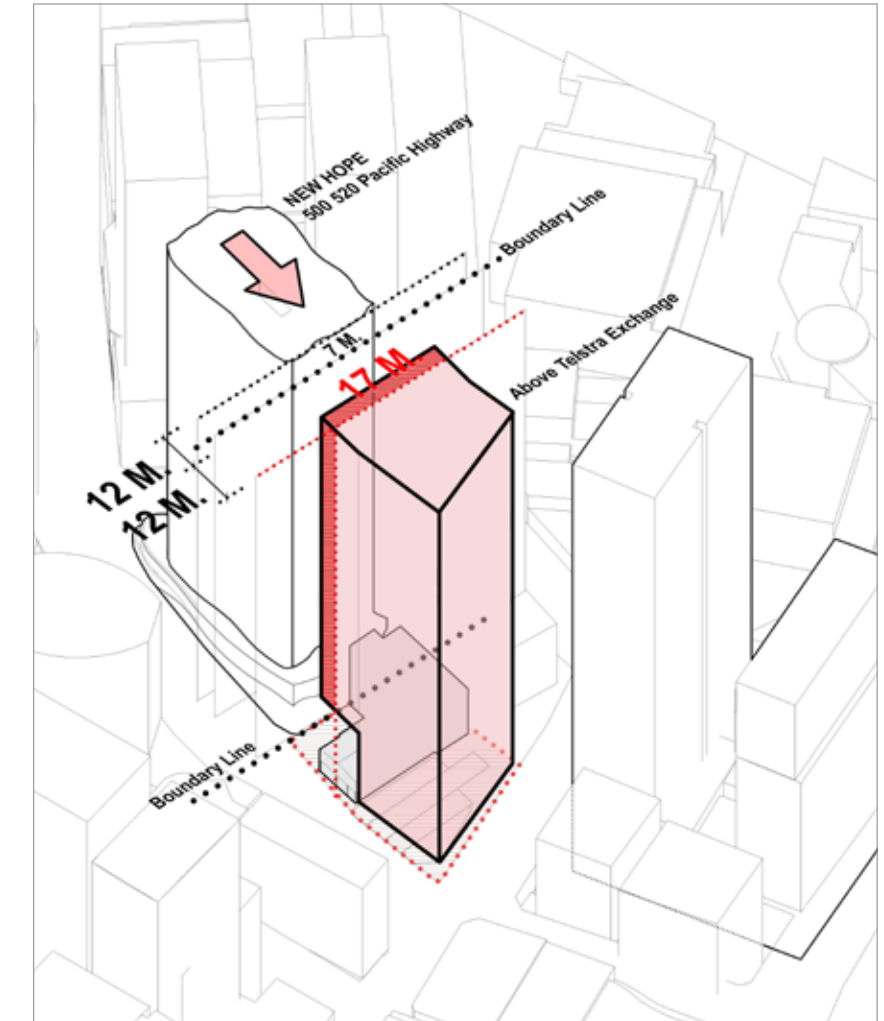 NEW HOPE
500 520 Pacific Highway
Boundary Line
7 M.
17 M.
Above Telstra Exchange
12 M.
12 M.
Boundary Line